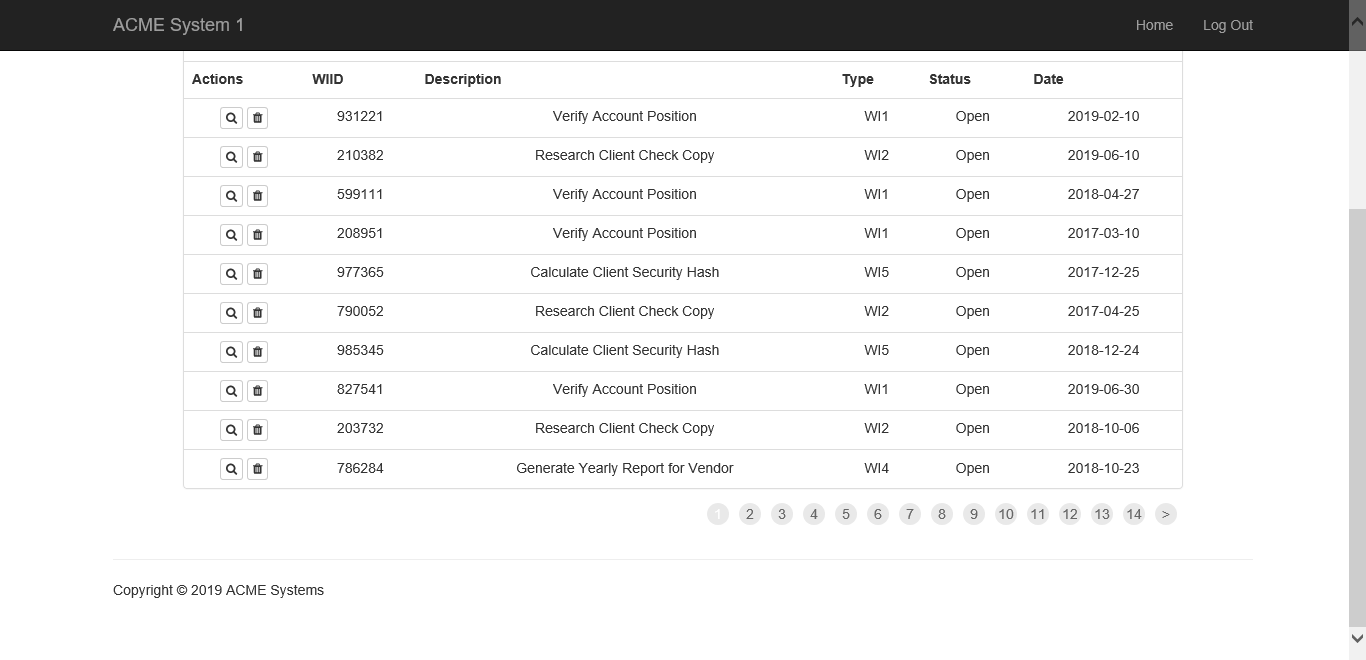 ACME System 1 Home Log Out
Actions WIID Description Type Status Date
931221 Verify Account Position WI1 Open 2019-02-10
210382 Research Client Check Copy WI2 Open 2019-06-10
599111 Verify Account Position WI1 Open 2018-04-27
208951 Verify Account Position WI1 Open 2017-03-10
977365 Calculate Client Security Hash WI5 Open 2017-12-25
790052 Research Client Check Copy WI2 Open 2017-04-25
985345 Calculate Client Security Hash WI5 Open 2018-12-24
827541 Verify Account Position WI1 Open 2019-06-30
203732 Research Client Check Copy WI2 Open 2018-10-06
786284 Generate Yearly Report for Vendor WI4 Open 2018-10-23
1 2 3 4 5 6 7 8 9 10 11 12 13 14 >
Copyright © 2019 ACME Systems